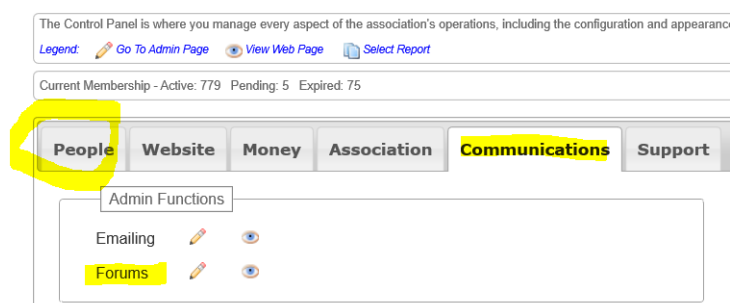 The Control Panel is where you manage every aspect of the association's operations, including the configuration and appearance
Legend: Go To Admin Page View Web Page Select Report
Current Membership - Active: 779 Pending: 5 Expired: 75
People Website Money Association Communications Support
Admin Functions
Emailing
Forums